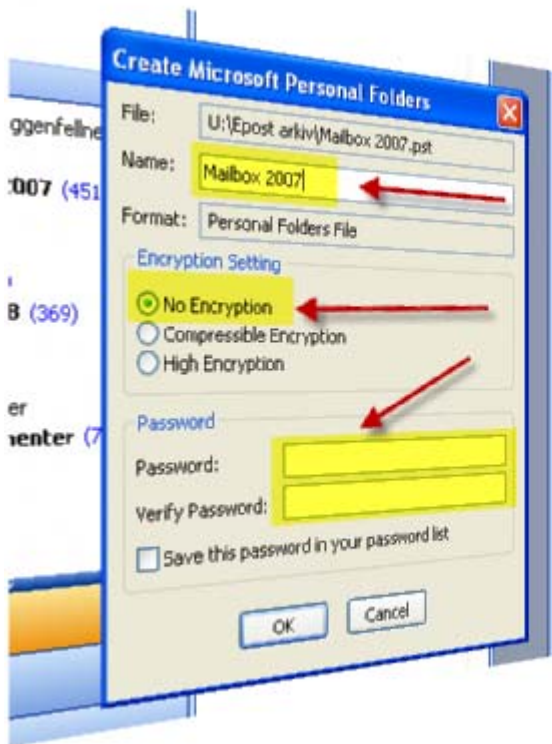 Create Microsoft Personal Folders
File: U:\Epost arkiv\Mailbox 2007.pst
Name: Mailbox 2007
Format: Personal Folders File
Encryption Setting
No Encryption
Compressible Encryption
High Encryption
Password
Password:
Verify Password:
Save this password in your password list
OK Cancel
ggenfellne
2007 (451
8 (369)
er
nenter (7